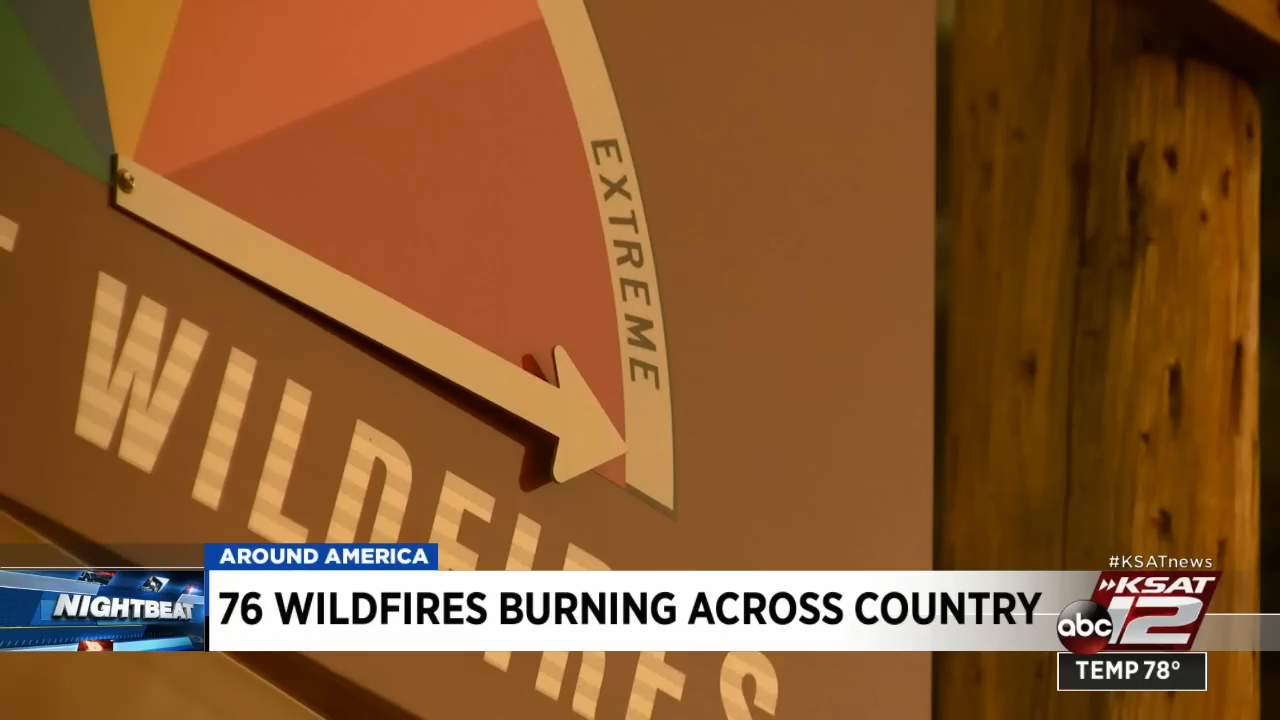 EXTREME
WILDFIRES
AROUND AMERICA
NIGHTBEAT
76 WILDFIRES BURNING ACROSS COUNTRY
#KSATnews
KSAT
abc
12
TEMP 78°